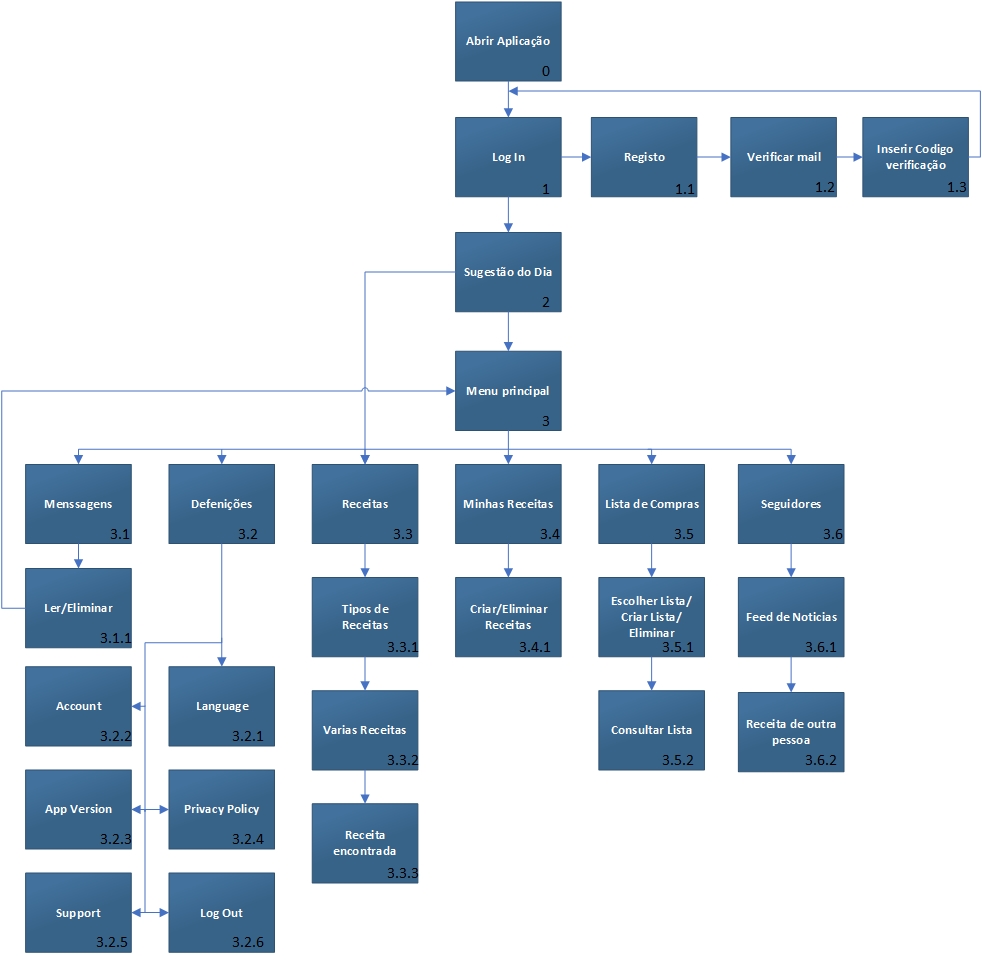 Abrir Aplicação
0
Log In
1
Registo
1.1
Verificar mail
1.2
Inserir Codigo
verificação
1.3
Sugestão do Dia
2
Menu principal
3
Menssagens
3.1
Defenições
3.2
Receitas
3.3
Minhas Receitas
3.4
Lista de Compras
3.5
Seguidores
3.6
Ler/Eliminar
3.1.1
Tipos de
Receitas
3.3.1
Criar/Eliminar
Receitas
3.4.1
Escolher Lista/
Criar Lista/
Eliminar
3.5.1
Feed de Noticias
3.6.1
Account
3.2.2
Language
3.2.1
Varias Receitas
3.3.2
Consultar Lista
3.5.2
Receita de outra
pessoa
3.6.2
App Version
3.2.3
Privacy Policy
3.2.4
Receita
encontrada
3.3.3
Support
3.2.5
Log Out
3.2.6